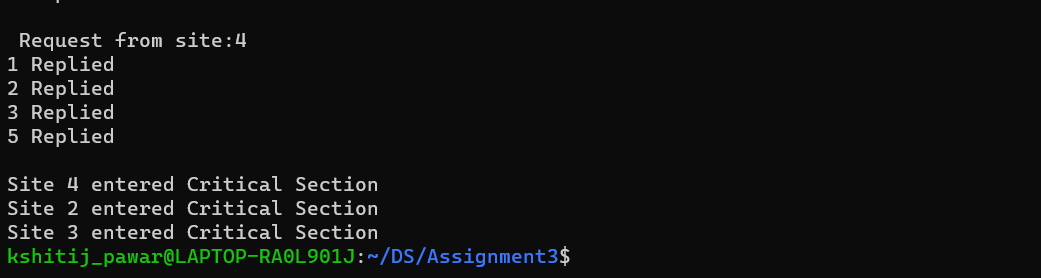 Request from site:4
1 Replied
2 Replied
3 Replied
5 Replied
Site 4 entered Critical Section
Site 2 entered Critical Section
Site 3 entered Critical Section
kshitij_pawar@LAPTOP-RA0L901J:~/DS/Assignment3$